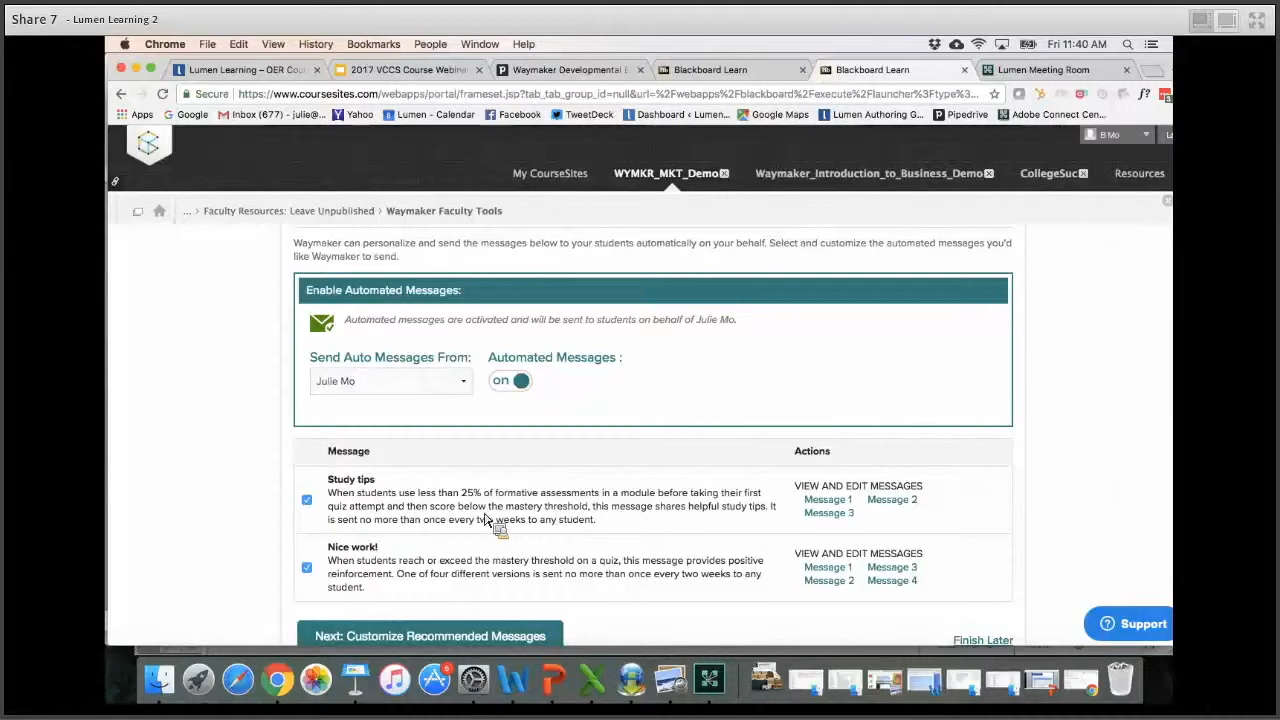 Share 7 - Lumen Learning 2
Chrome File Edit View History Bookmarks People Window Help Fri 11:40 AM
Lumen Learning – OER Cou 2017 VCCS Course Webin Waymaker Developmental E Blackboard Learn Blackboard Learn Lumen Meeting Room
Secure https://www.coursesites.com/webapps/portal/frameset.jsp?tab_tab_group_id=null&url=%2Fwebapps%2Fblackboard%2Fexecute%2Flauncher%3Ftype%3... f?
Apps Google Inbox (677) - julie@... Yahoo Lumen - Calendar Facebook TweetDeck Dashboard ‹ Lumen... Google Maps Lumen Authoring G... Pipedrive Adobe Connect Cen...
B Mo
My CourseSites WYMKR_MKT_Demo Waymaker_Introduction_to_Business_Demo CollegeSuc Resources
... > Faculty Resources: Leave Unpublished > Waymaker Faculty Tools
Waymaker can personalize and send the messages below to your students automatically on your behalf. Select and customize the automated messages you'd
like Waymaker to send.
Enable Automated Messages:
Automated messages are activated and will be sent to students on behalf of Julie Mo.
Send Auto Messages From: Automated Messages :
Julie Mo on
Message Actions
Study tips
When students use less than 25% of formative assessments in a module before taking their first
quiz attempt and then score below the mastery threshold, this message shares helpful study tips. It
is sent no more than once every two weeks to any student.
VIEW AND EDIT MESSAGES
Message 1 Message 2
Message 3
Nice work!
When students reach or exceed the mastery threshold on a quiz, this message provides positive
reinforcement. One of four different versions is sent no more than once every two weeks to any
student.
VIEW AND EDIT MESSAGES
Message 1 Message 3
Message 2 Message 4
Next: Customize Recommended Messages
Finish Later
Support